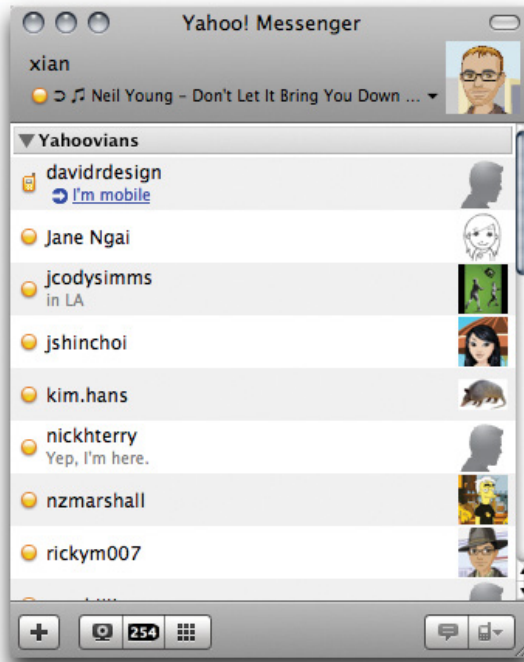 Yahoo! Messenger
xian
Neil Young – Don't Let It Bring You Down ...
Yahoovians
davidrdesign
I'm mobile
Jane Ngai
jcodysimms
in LA
jshinchoi
kim.hans
nickhterry
Yep, I'm here.
nzmarshall
rickym007
254